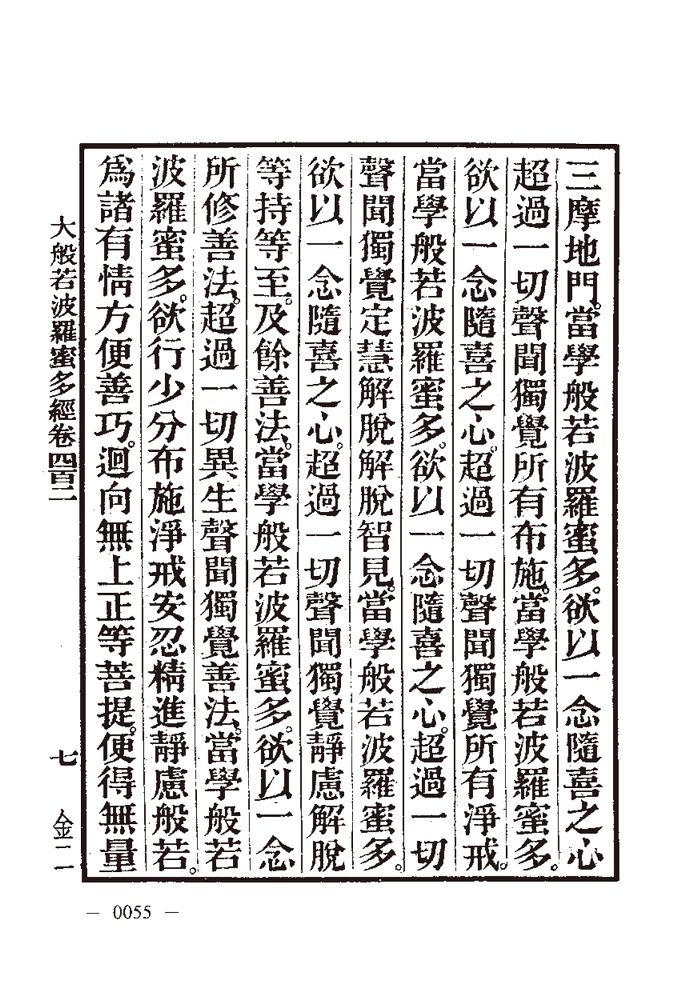 三摩地門。當學般若波羅蜜多。欲以一念隨喜之心
超過一切聲聞獨覺所有布施。當學般若波羅蜜多。
欲以一念隨喜之心。超過一切聲聞獨覺所有淨戒。
當學般若波羅蜜多。欲以一念隨喜之心。超過一切
聲聞獨覺定慧解脫解脫智見。當學般若波羅蜜多。
欲以一念隨喜之心。超過一切聲聞獨覺靜慮解脫
等持等至。及餘善法。當學般若波羅蜜多。欲以一念
所修善法。超過一切異生聲聞獨覺善法。當學般若
波羅蜜多。欲行少分布施淨戒安忍精進靜慮般若。
為諸有情方便善巧。迴向無上正等菩提。便得無量
大般若波羅蜜多經卷四百二 七 金二
— 0055 —